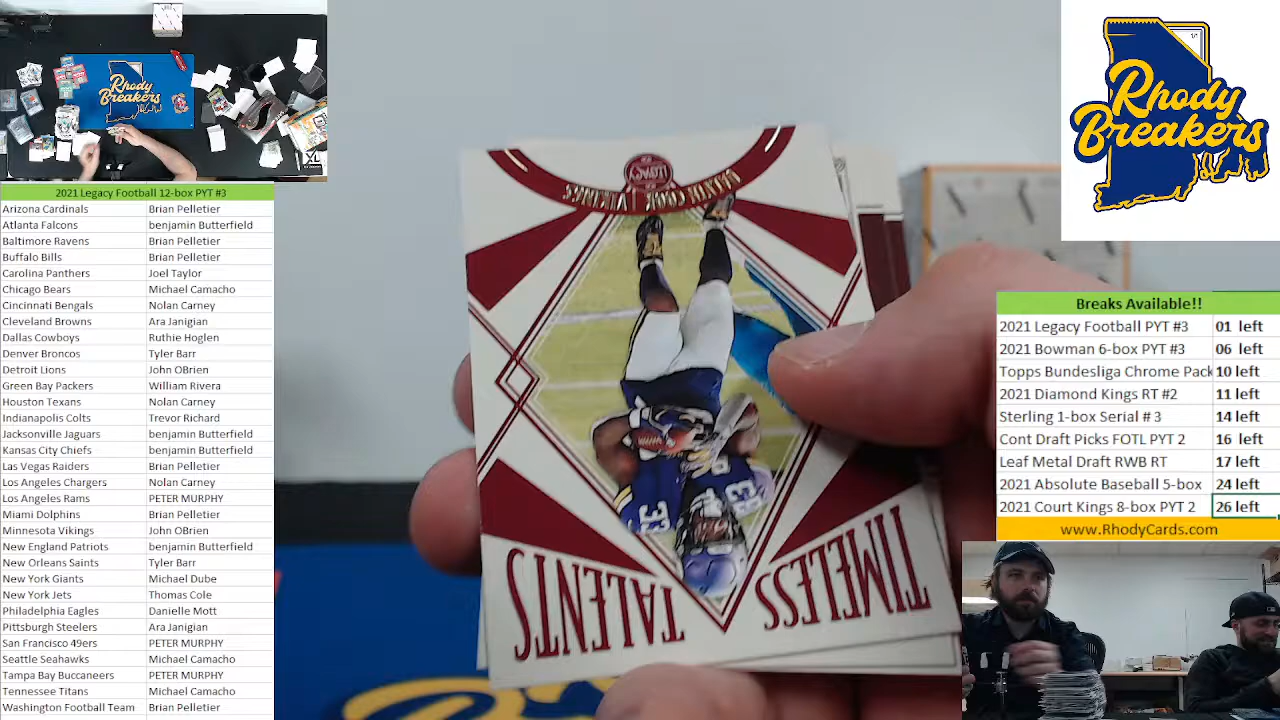 Rhody
Breakers
2021 Legacy Football 12-box PYT #3
Arizona Cardinals Brian Pelletier
Atlanta Falcons benjamin Butterfield
Baltimore Ravens Brian Pelletier
Buffalo Bills Brian Pelletier
Carolina Panthers Joel Taylor
Chicago Bears Michael Camacho
Cincinnati Bengals Nolan Carney
Cleveland Browns Ara Janigian
Dallas Cowboys Ruthie Hoglen
Denver Broncos Tyler Barr
Detroit Lions John OBrien
Green Bay Packers William Rivera
Houston Texans Nolan Carney
Indianapolis Colts Trevor Richard
Jacksonville Jaguars benjamin Butterfield
Kansas City Chiefs benjamin Butterfield
Las Vegas Raiders Brian Pelletier
Los Angeles Chargers Nolan Carney
Los Angeles Rams PETER MURPHY
Miami Dolphins Brian Pelletier
Minnesota Vikings John OBrien
New England Patriots benjamin Butterfield
New Orleans Saints Tyler Barr
New York Giants Michael Dube
New York Jets Thomas Cole
Philadelphia Eagles Danielle Mott
Pittsburgh Steelers Ara Janigian
San Francisco 49ers PETER MURPHY
Seattle Seahawks Michael Camacho
Tampa Bay Buccaneers PETER MURPHY
Tennessee Titans Michael Camacho
Washington Football Team Brian Pelletier
TIMELESS
TALENTS
33
DALVIN COOK | VIKINGS
LEGACY
Rhody
Breakers
Breaks Available!!
2021 Legacy Football PYT #3 01 left
2021 Bowman 6-box PYT #3 06 left
Topps Bundesliga Chrome Pack 10 left
2021 Diamond Kings RT #2 11 left
Sterling 1-box Serial # 3 14 left
Cont Draft Picks FOTL PYT 2 16 left
Leaf Metal Draft RWB RT 17 left
2021 Absolute Baseball 5-box 24 left
2021 Court Kings 8-box PYT 2 26 left
www.RhodyCards.com